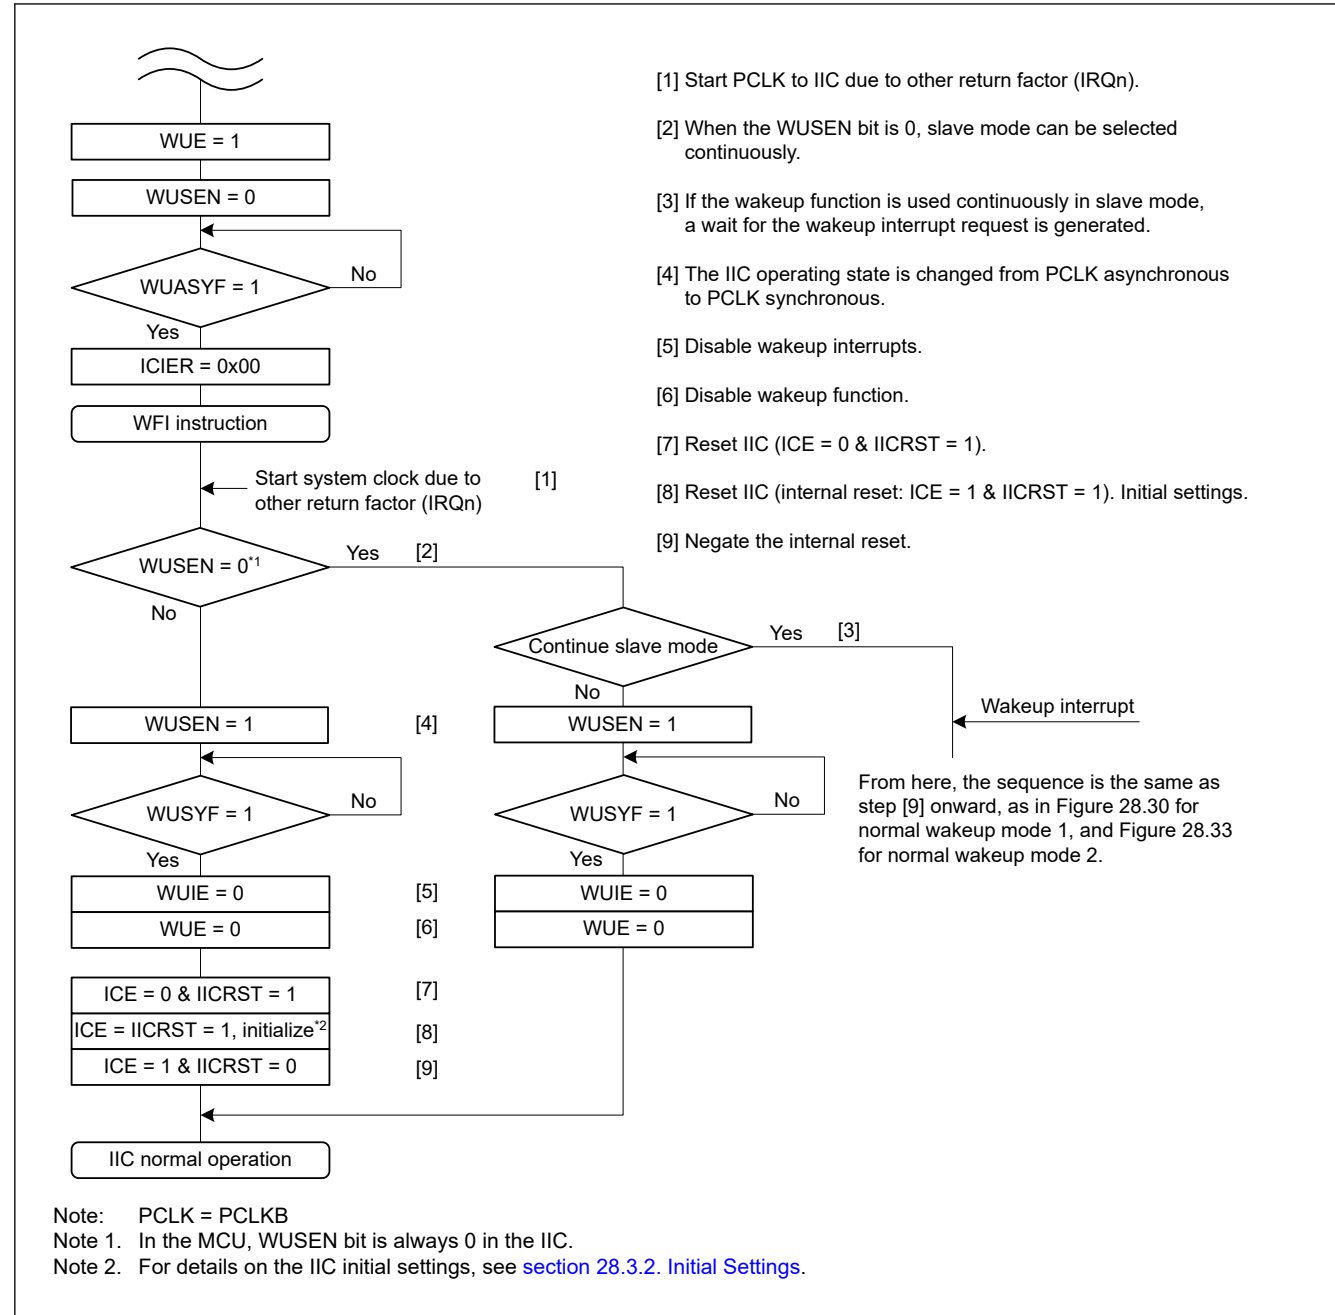 WUE = 1
WUSEN = 0
WUASYF = 1
No
Yes
ICIER = 0x00
WFI instruction
Start system clock due to
other return factor (IRQn)
[1]
WUSEN = 0*1
Yes
[2]
No
Continue slave mode
Yes
[3]
No
Wakeup interrupt
From here, the sequence is the same as
step [9] onward, as in Figure 28.30 for
normal wakeup mode 1, and Figure 28.33
for normal wakeup mode 2.
WUSEN = 1
[4]
WUSYF = 1
No
Yes
WUIE = 0
[5]
WUE = 0
[6]
ICE = 0 & IICRST = 1
[7]
ICE = IICRST = 1, initialize*2
[8]
ICE = 1 & IICRST = 0
[9]
WUSEN = 1
WUSYF = 1
No
Yes
WUIE = 0
WUE = 0
IIC normal operation
[1] Start PCLK to IIC due to other return factor (IRQn).
[2] When the WUSEN bit is 0, slave mode can be selected
continuously.
[3] If the wakeup function is used continuously in slave mode,
a wait for the wakeup interrupt request is generated.
[4] The IIC operating state is changed from PCLK asynchronous
to PCLK synchronous.
[5] Disable wakeup interrupts.
[6] Disable wakeup function.
[7] Reset IIC (ICE = 0 & IICRST = 1).
[8] Reset IIC (internal reset: ICE = 1 & IICRST = 1). Initial settings.
[9] Negate the internal reset.
Note: PCLK = PCLKB
Note 1. In the MCU, WUSEN bit is always 0 in the IIC.
Note 2. For details on the IIC initial settings, see section 28.3.2. Initial Settings.